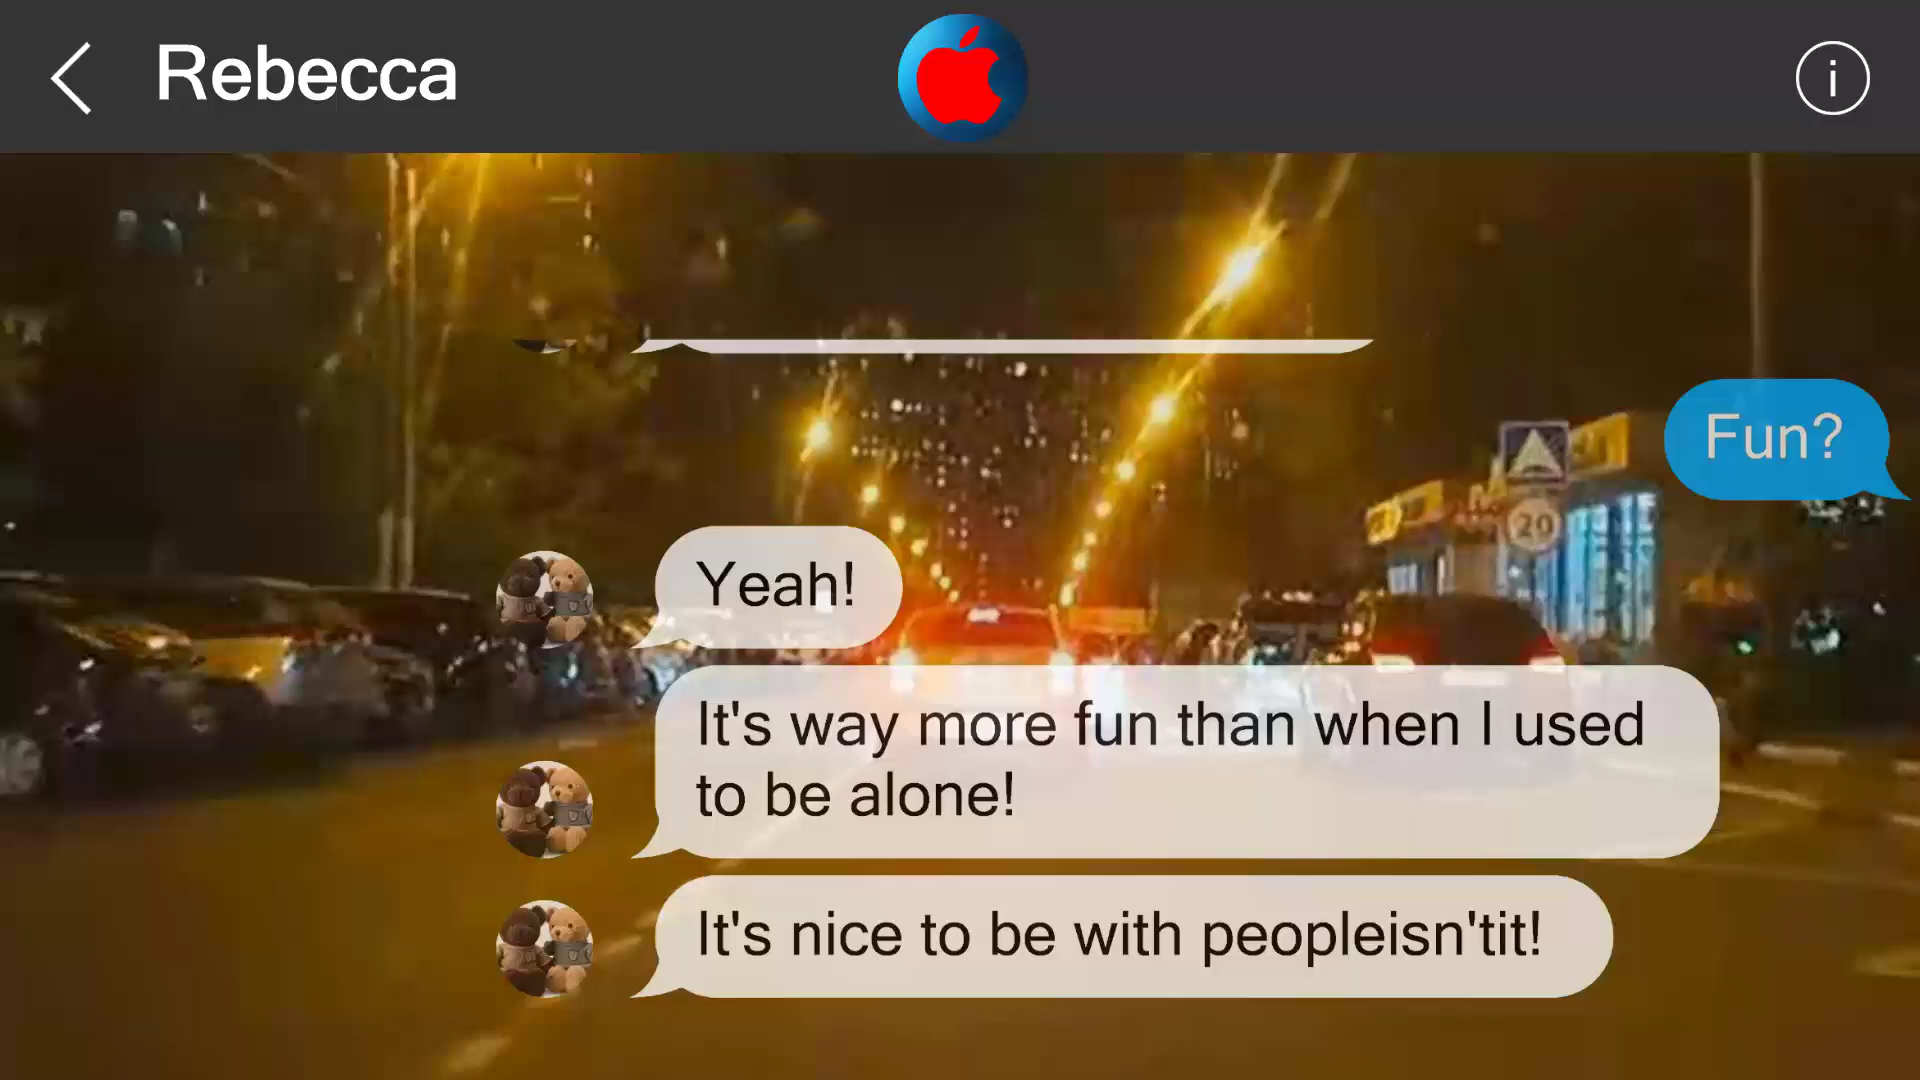 Rebecca
i
Fun?
20
Yeah!
It's way more fun than when I used
to be alone!
It's nice to be with peopleisn'tit!